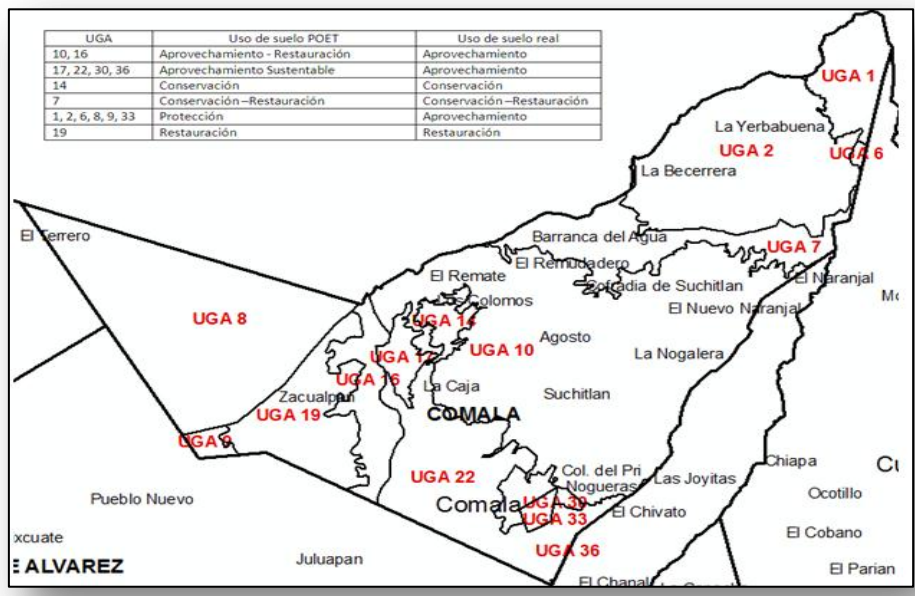 UGA Uso de suelo POET Uso de suelo real
10, 16 Aprovechamiento - Restauración Aprovechamiento
17, 22, 30, 36 Aprovechamiento Sustentable Aprovechamiento
14 Conservación Conservación
7 Conservación –Restauración Conservación –Restauración
1, 2, 6, 8, 9, 33 Protección Aprovechamiento
19 Restauración Restauración
UGA 1
La Yerbabuena
UGA 2
UGA 6
La Becerrera
El Terrero
Barranca del Agua
UGA 7
El Remudadero
El Remate
El Naranjal
Cofradia de Suchitlan
Los Colomos
El Nuevo Naranjal
UGA 8
UGA 14
Agosto
UGA 10
La Nogalera
UGA 17
UGA 16
La Caja
Zacualpan
Suchitlan
UGA 19
COMALA
UGA 9
Chiapa
Col. del Pri
UGA 22
Las Joyitas
Nogueras
Pueblo Nuevo
Ocotillo
Comala
UGA 30
El Chivato
UGA 33
El Cobano
xcuate
UGA 36
Juluapan
E ALVAREZ
El Parian
El Chanal